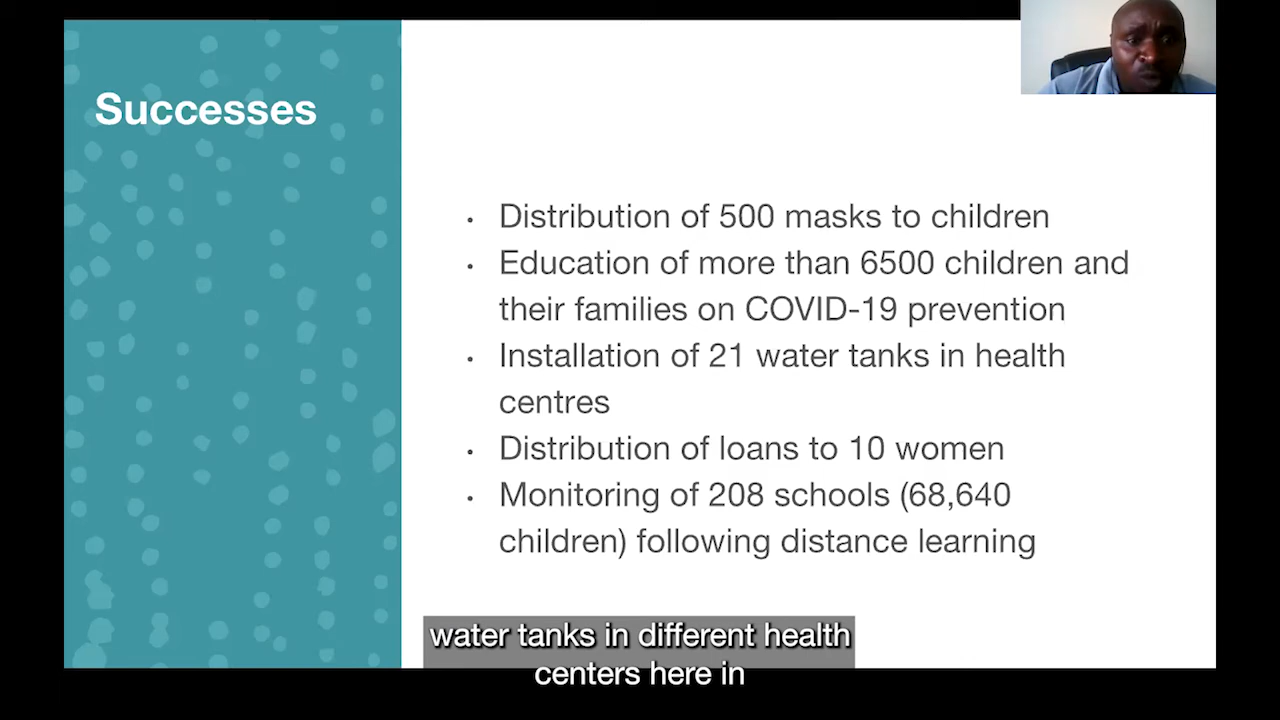 Successes
• Distribution of 500 masks to children
• Education of more than 6500 children and
their families on COVID-19 prevention
• Installation of 21 water tanks in health
centres
• Distribution of loans to 10 women
• Monitoring of 208 schools (68,640
children) following distance learning
water tanks in different health
centers here in